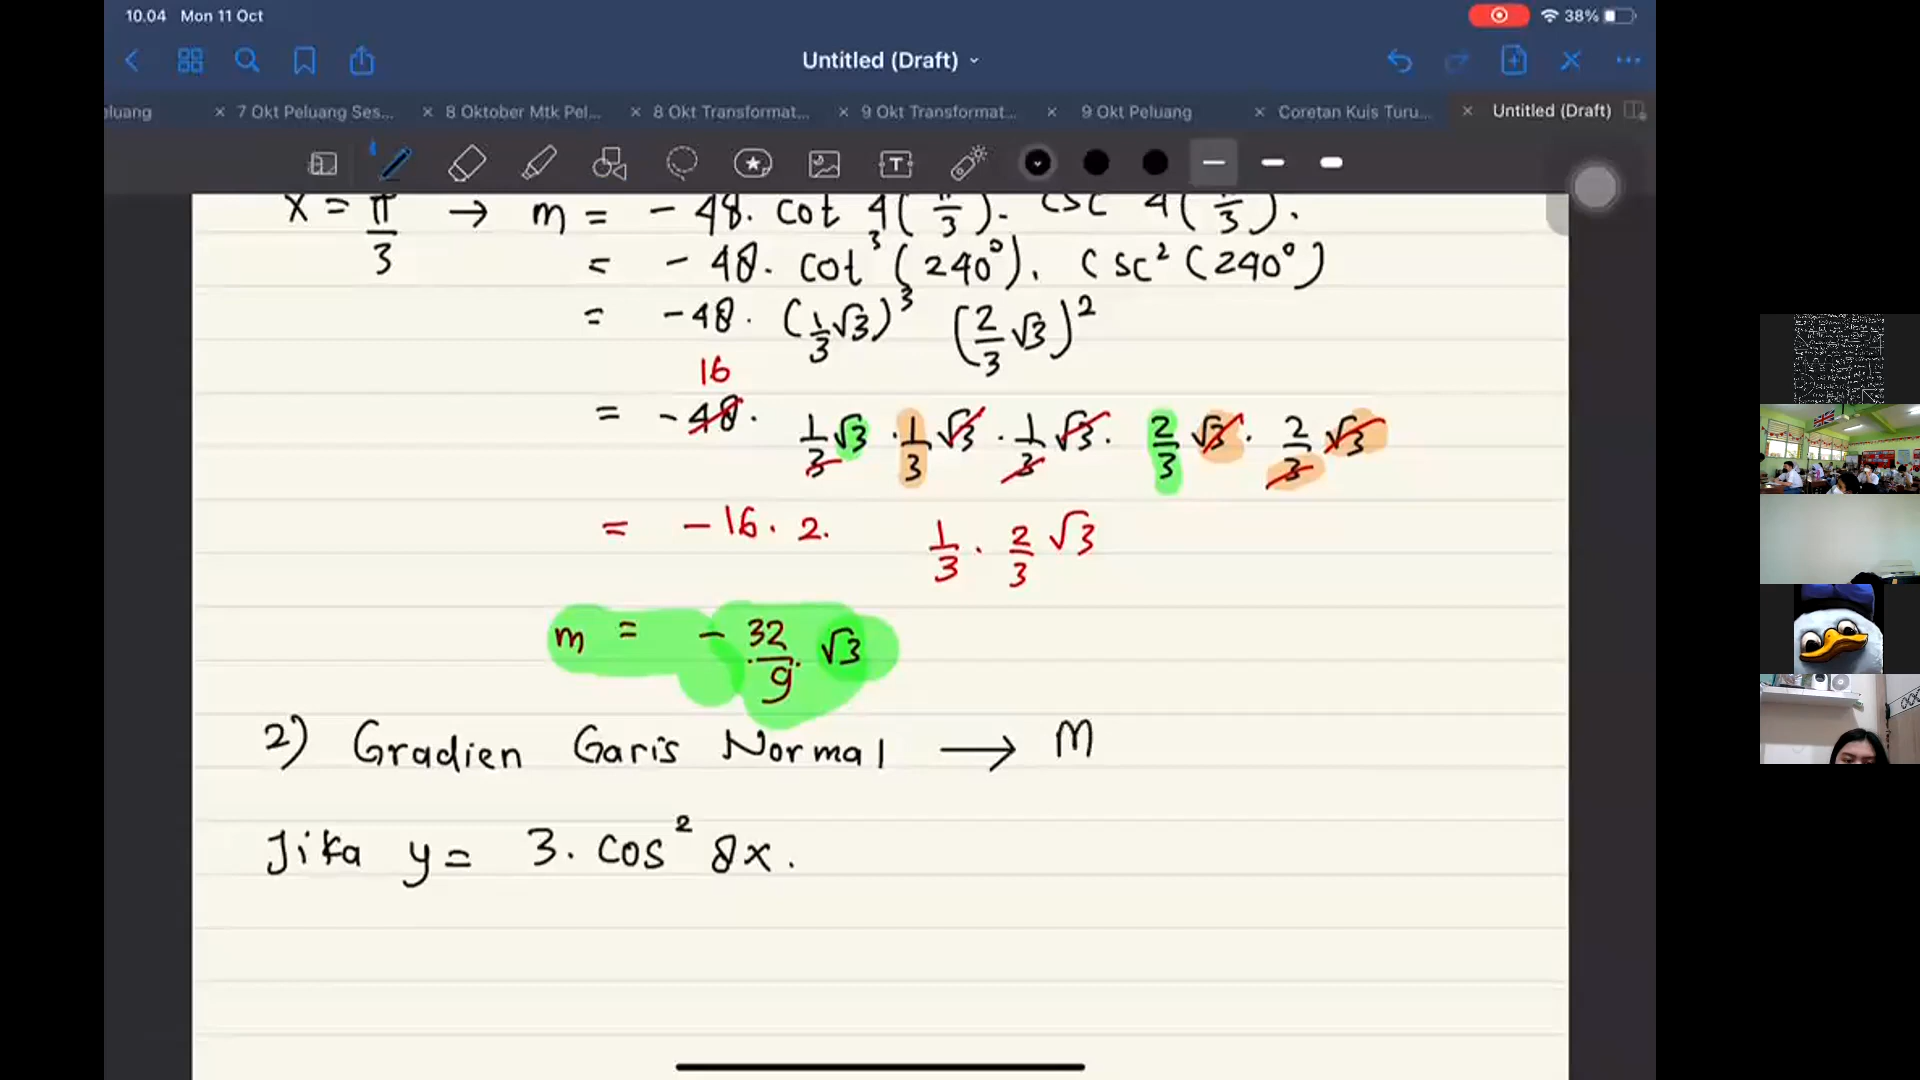 10.04 Mon 11 Oct
38%
Untitled (Draft)
eluang
7 Okt Peluang Ses...
8 Oktober Mtk Pel...
8 Okt Transformat...
9 Okt Transformat...
9 Okt Peluang
Coretan Kuis Turu...
Untitled (Draft)
x = π/3 → m = - 48. cot³ 4(π/3). csc² 4(π/3).
= - 48. cot³ (240°). csc² (240°)
= -48. (1/3 √3)³ (2/3 √3)²
16
= -48. 1/3 √3 . 1/3 √3 . 1/3 √3 . 2/3 √3 . 2/3 √3
= - 16. 2. 1/3 . 2/3 √3
m = - 32/9 √3
2) Gradien Garis Normal → M
Jika y = 3. cos² 8x.